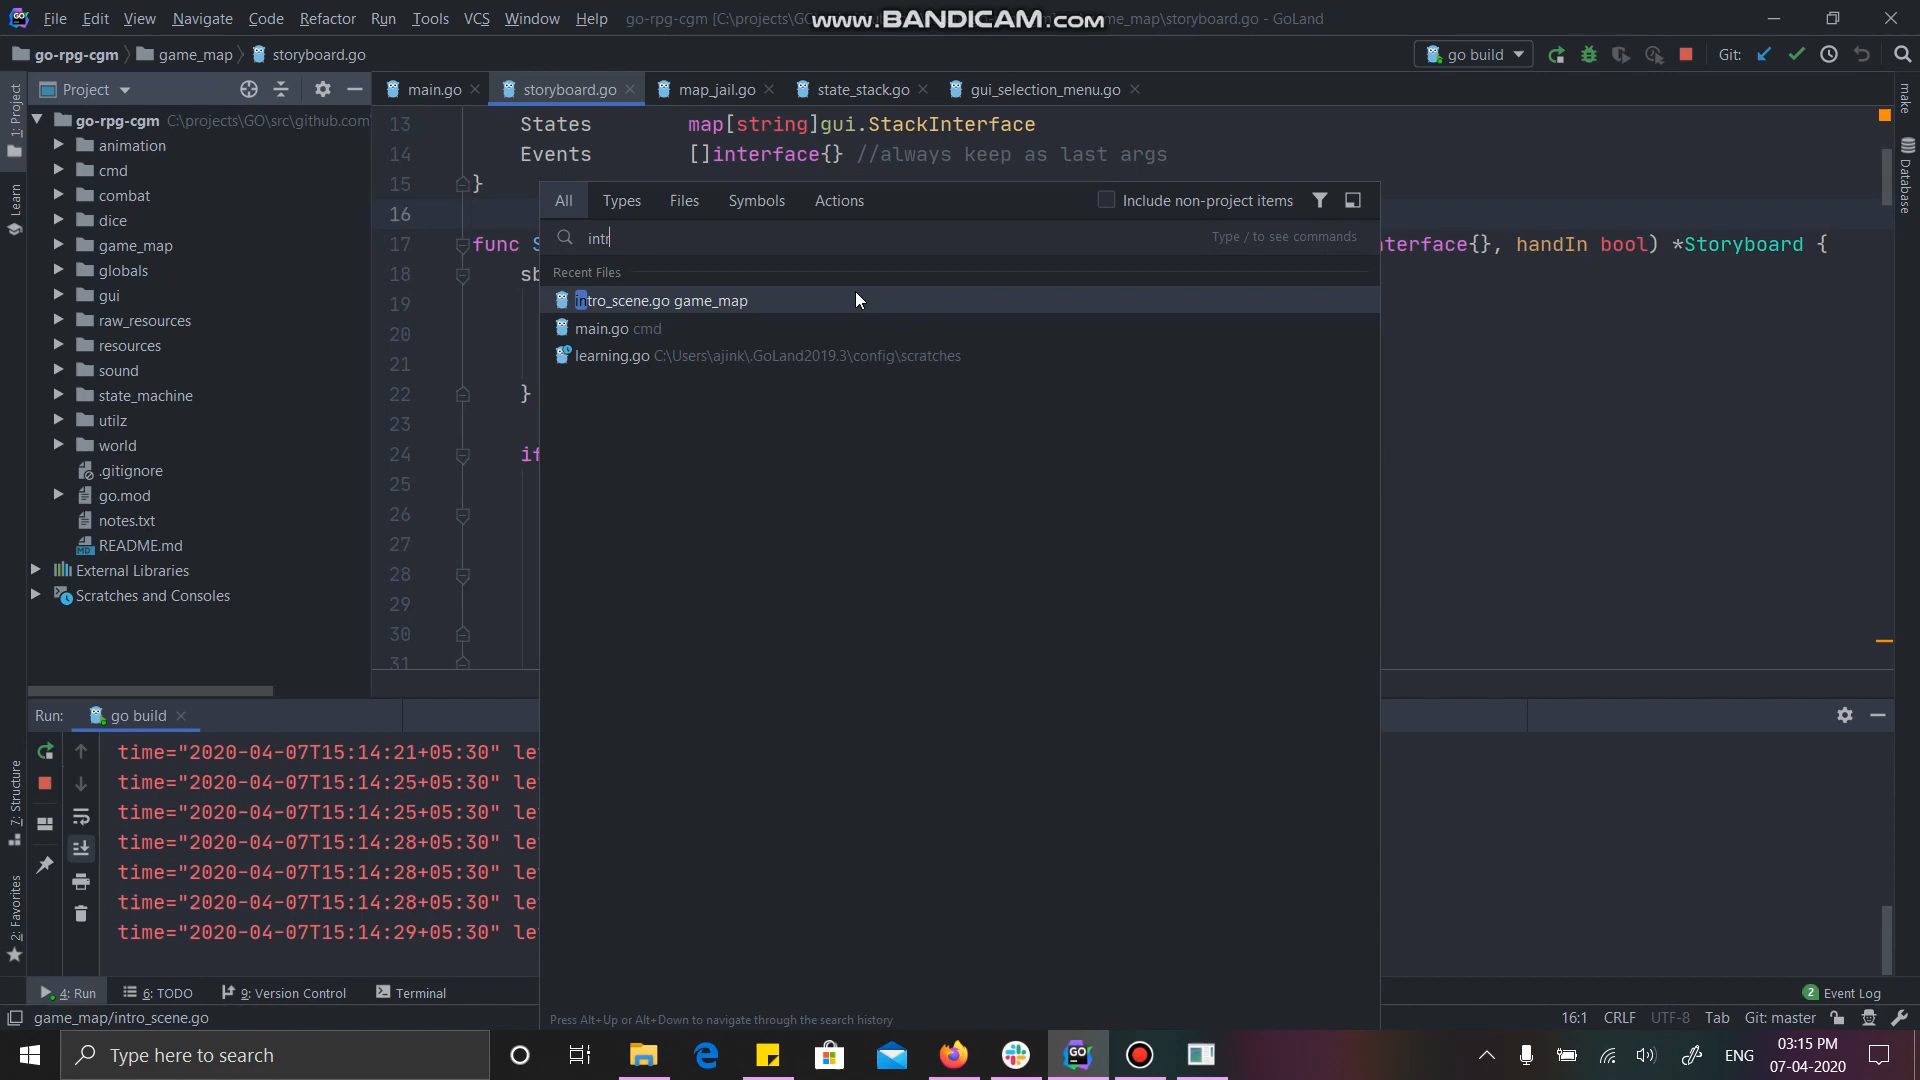 File Edit View Navigate Code Refactor Run Tools VCS Window Help go-rpg-cgm [C:\projects\GO www.BANDICAM.com me_map\storyboard.go - GoLand
go-rpg-cgm game_map storyboard.go go build Git:
Project main.go storyboard.go map_jail.go state_stack.go gui_selection_menu.go
1: Project
Learn
7: Structure
2: Favorites
make
Database
go-rpg-cgm C:\projects\GO\src\github.com
animation
cmd
combat
dice
game_map
globals
gui
raw_resources
resources
sound
state_machine
utilz
world
.gitignore
go.mod
notes.txt
README.md
External Libraries
Scratches and Consoles
13 States map[string]gui.StackInterface
14 Events []interface{} //always keep as last args
15 }
16
17 func S nterface{}, handIn bool) *Storyboard {
18 sb
19
20
21
22 }
23
24 if
25
26
27
28
29
30
31
All Types Files Symbols Actions Include non-project items
intr Type / to see commands
Recent Files
intro_scene.go game_map
main.go cmd
learning.go C:\Users\ajink\.GoLand2019.3\config\scratches
Press Alt+Up or Alt+Down to navigate through the search history
Run: go build
time="2020-04-07T15:14:21+05:30" le
time="2020-04-07T15:14:25+05:30" le
time="2020-04-07T15:14:25+05:30" le
time="2020-04-07T15:14:28+05:30" le
time="2020-04-07T15:14:28+05:30" le
time="2020-04-07T15:14:28+05:30" le
time="2020-04-07T15:14:29+05:30" le
4: Run 6: TODO 9: Version Control Terminal 2 Event Log
game_map/intro_scene.go 16:1 CRLF UTF-8 Tab Git: master
Type here to search GO ENG 03:15 PM
07-04-2020